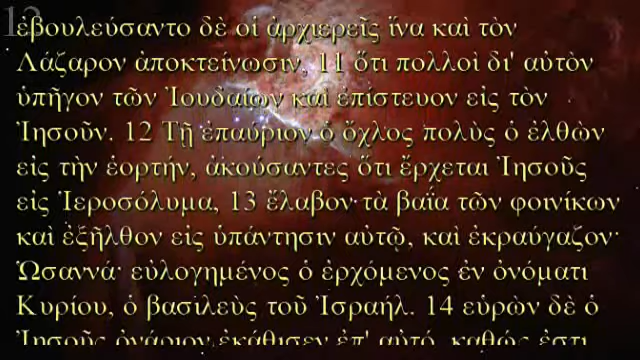 12
ἐβουλεύσαντο δὲ οἱ ἀρχιερεῖς ἵνα καὶ τὸν
Λάζαρον ἀποκτείνωσιν, 11 ὅτι πολλοὶ δι' αὐτὸν
ὑπῆγον τῶν Ἰουδαίων καὶ ἐπίστευον εἰς τὸν
Ἰησοῦν. 12 Τῇ ἐπαύριον ὁ ὄχλος πολὺς ὁ ἐλθὼν
εἰς τὴν ἑορτήν, ἀκούσαντες ὅτι ἔρχεται Ἰησοῦς
εἰς Ἱεροσόλυμα, 13 ἔλαβον τὰ βαΐα τῶν φοινίκων
καὶ ἐξῆλθον εἰς ὑπάντησιν αὐτῷ, καὶ ἐκραύγαζον·
Ὡσαννά· εὐλογημένος ὁ ἐρχόμενος ἐν ὀνόματι
Κυρίου, ὁ βασιλεὺς τοῦ Ἰσραήλ. 14 εὑρὼν δὲ ὁ
Ἰησοῦς ὀνάριον ἐκάθισεν ἐπ' αὐτό, καθώς ἐστι